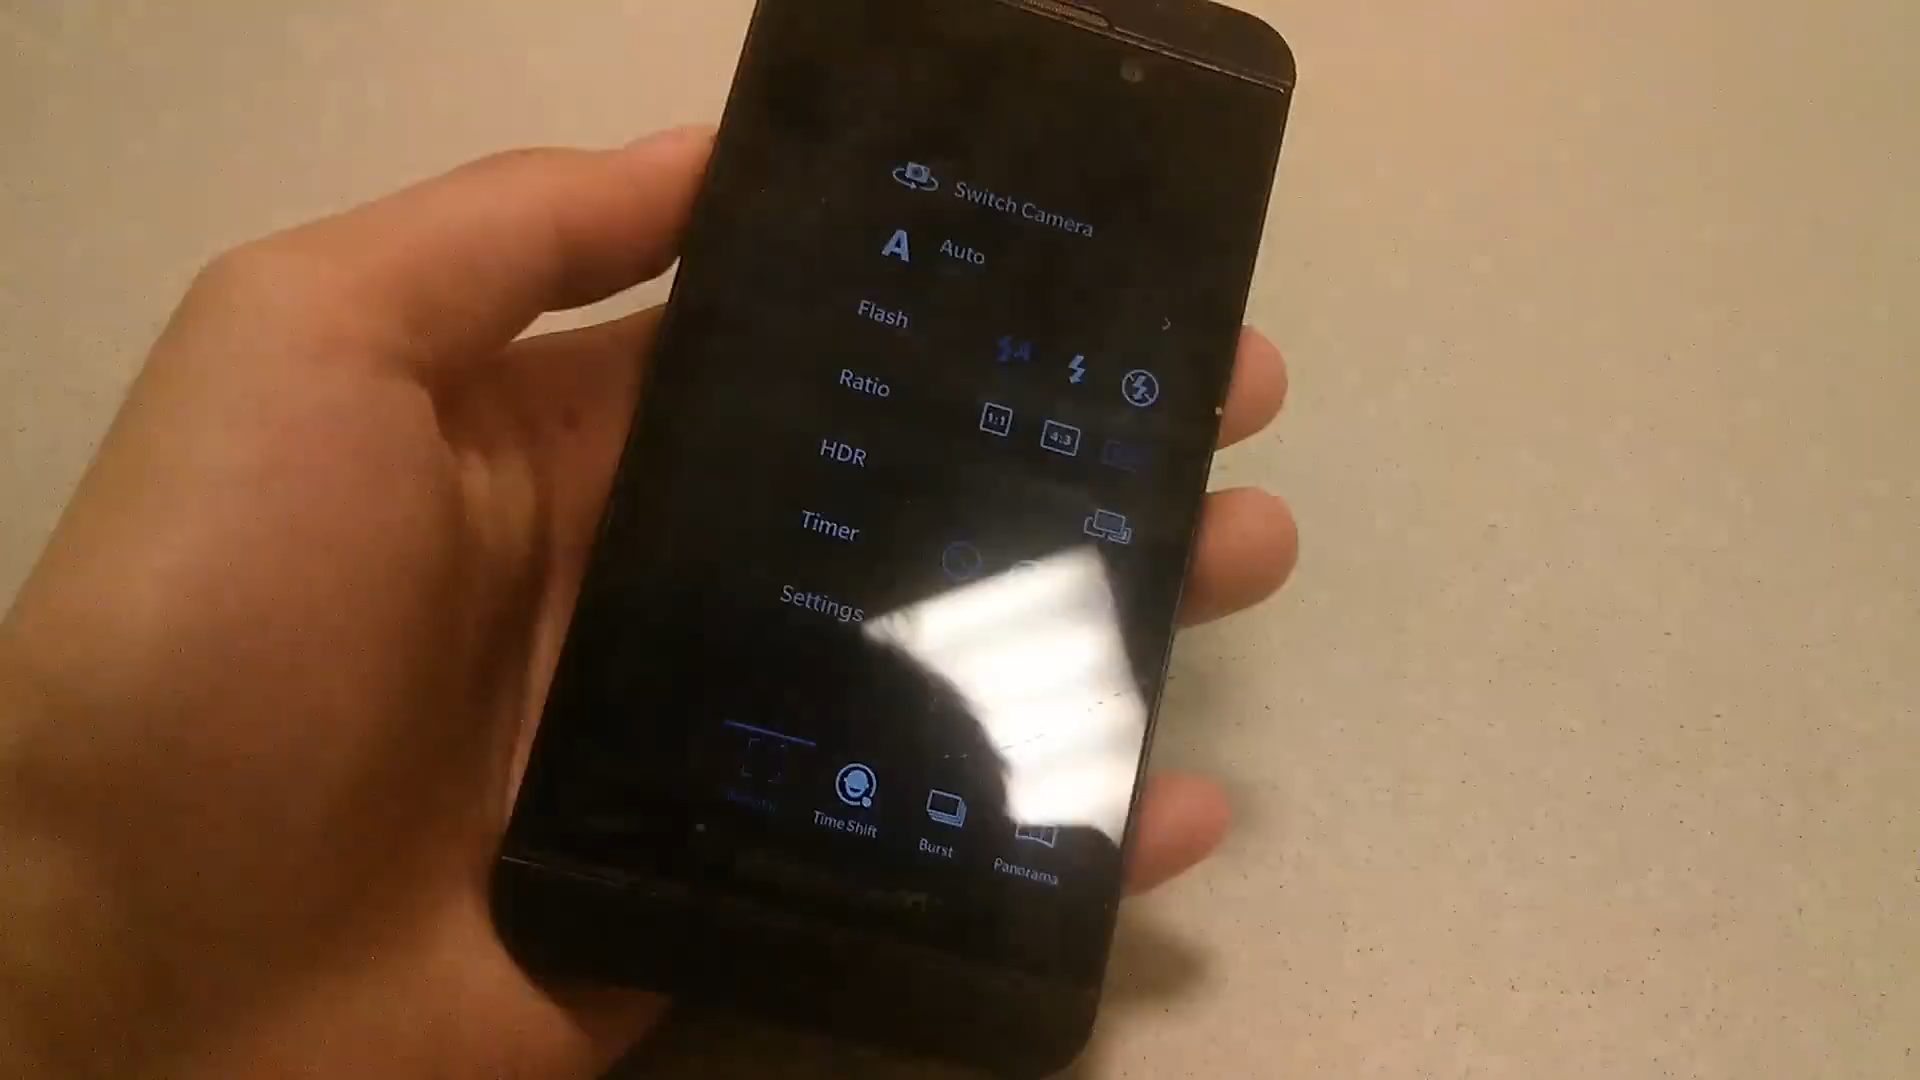 Switch Camera
A Auto
Flash
A
Ratio
1:1 4:3
HDR
Timer
Settings
Time Shift
Burst
Panorama